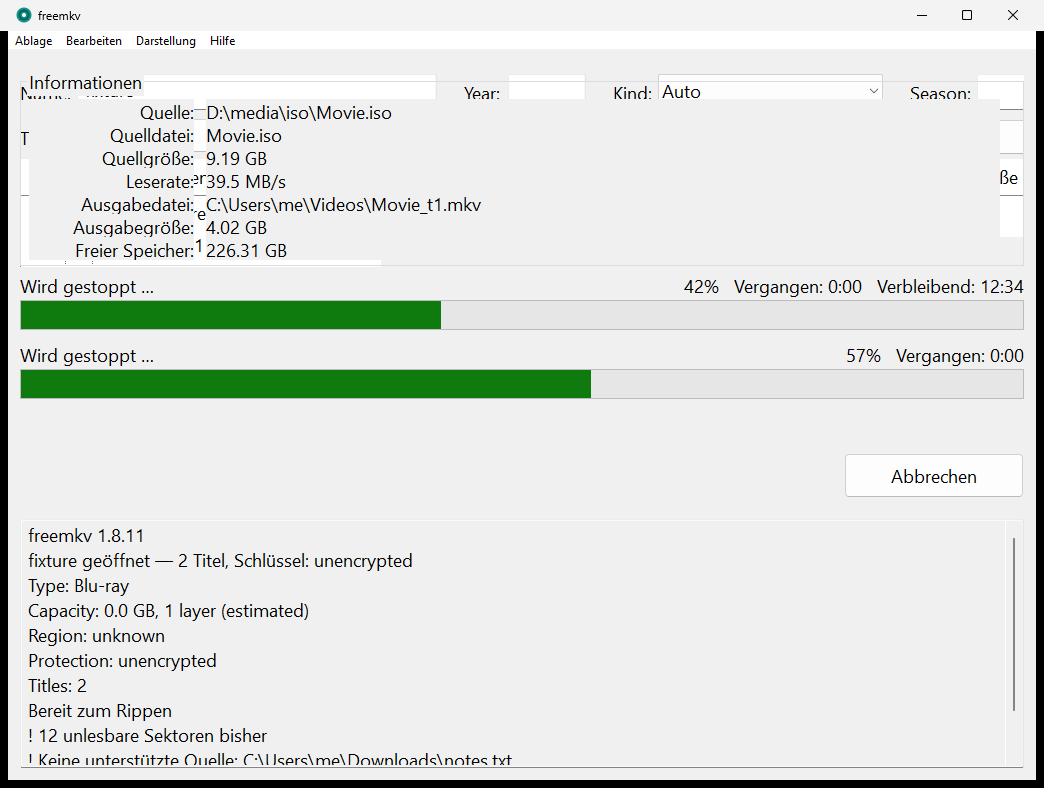 freemkv
Ablage Bearbeiten Darstellung Hilfe
Informationen
Year: Kind: Auto Season:
Quelle: D:\media\iso\Movie.iso
Quelldatei: Movie.iso
Quellgröße: 9.19 GB
Leserate: 39.5 MB/s
Ausgabedatei: C:\Users\me\Videos\Movie_t1.mkv
Ausgabegröße: 4.02 GB
Freier Speicher: 226.31 GB
Wird gestoppt ... 42% Vergangen: 0:00 Verbleibend: 12:34
Wird gestoppt ... 57% Vergangen: 0:00
Abbrechen
freemkv 1.8.11
fixture geöffnet — 2 Titel, Schlüssel: unencrypted
Type: Blu-ray
Capacity: 0.0 GB, 1 layer (estimated)
Region: unknown
Protection: unencrypted
Titles: 2
Bereit zum Rippen
! 12 unlesbare Sektoren bisher
! Keine unterstützte Quelle: C:\Users\me\Downloads\notes.txt